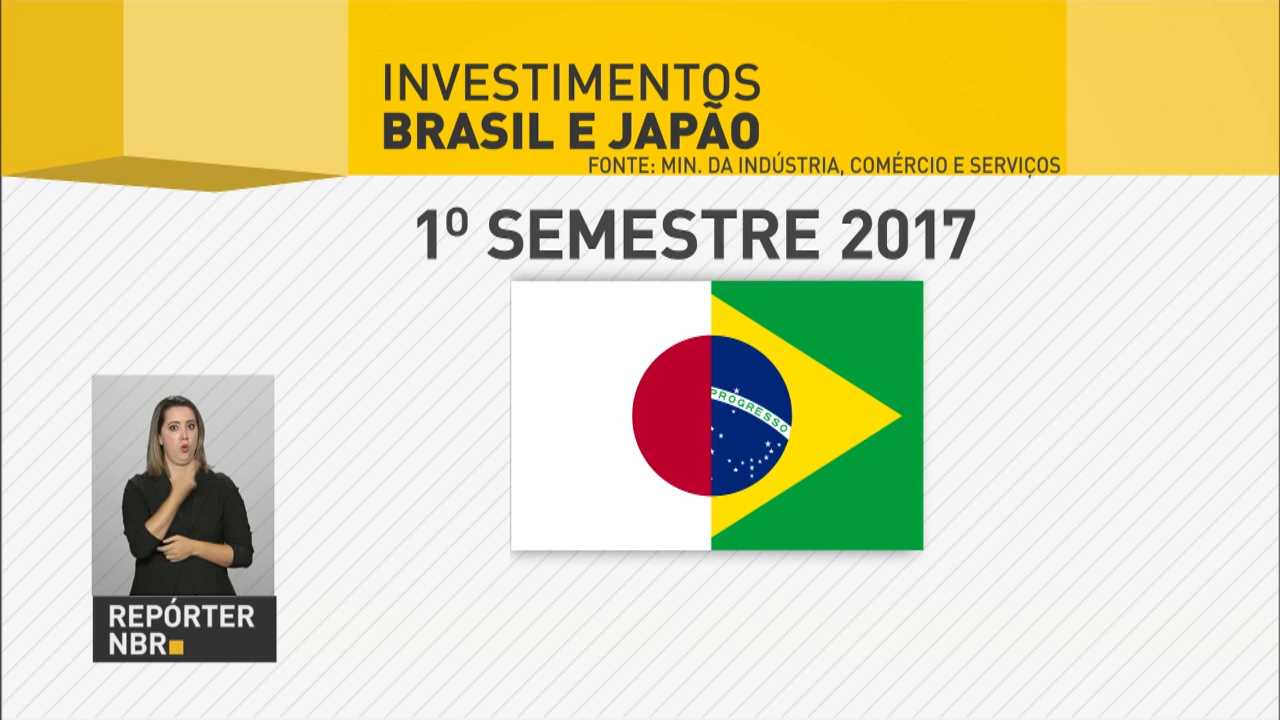 INVESTIMENTOS
BRASIL E JAPÃO
FONTE: MIN. DA INDÚSTRIA, COMÉRCIO E SERVIÇOS
1º SEMESTRE 2017
PROGRESSO
REPÓRTER
NBR